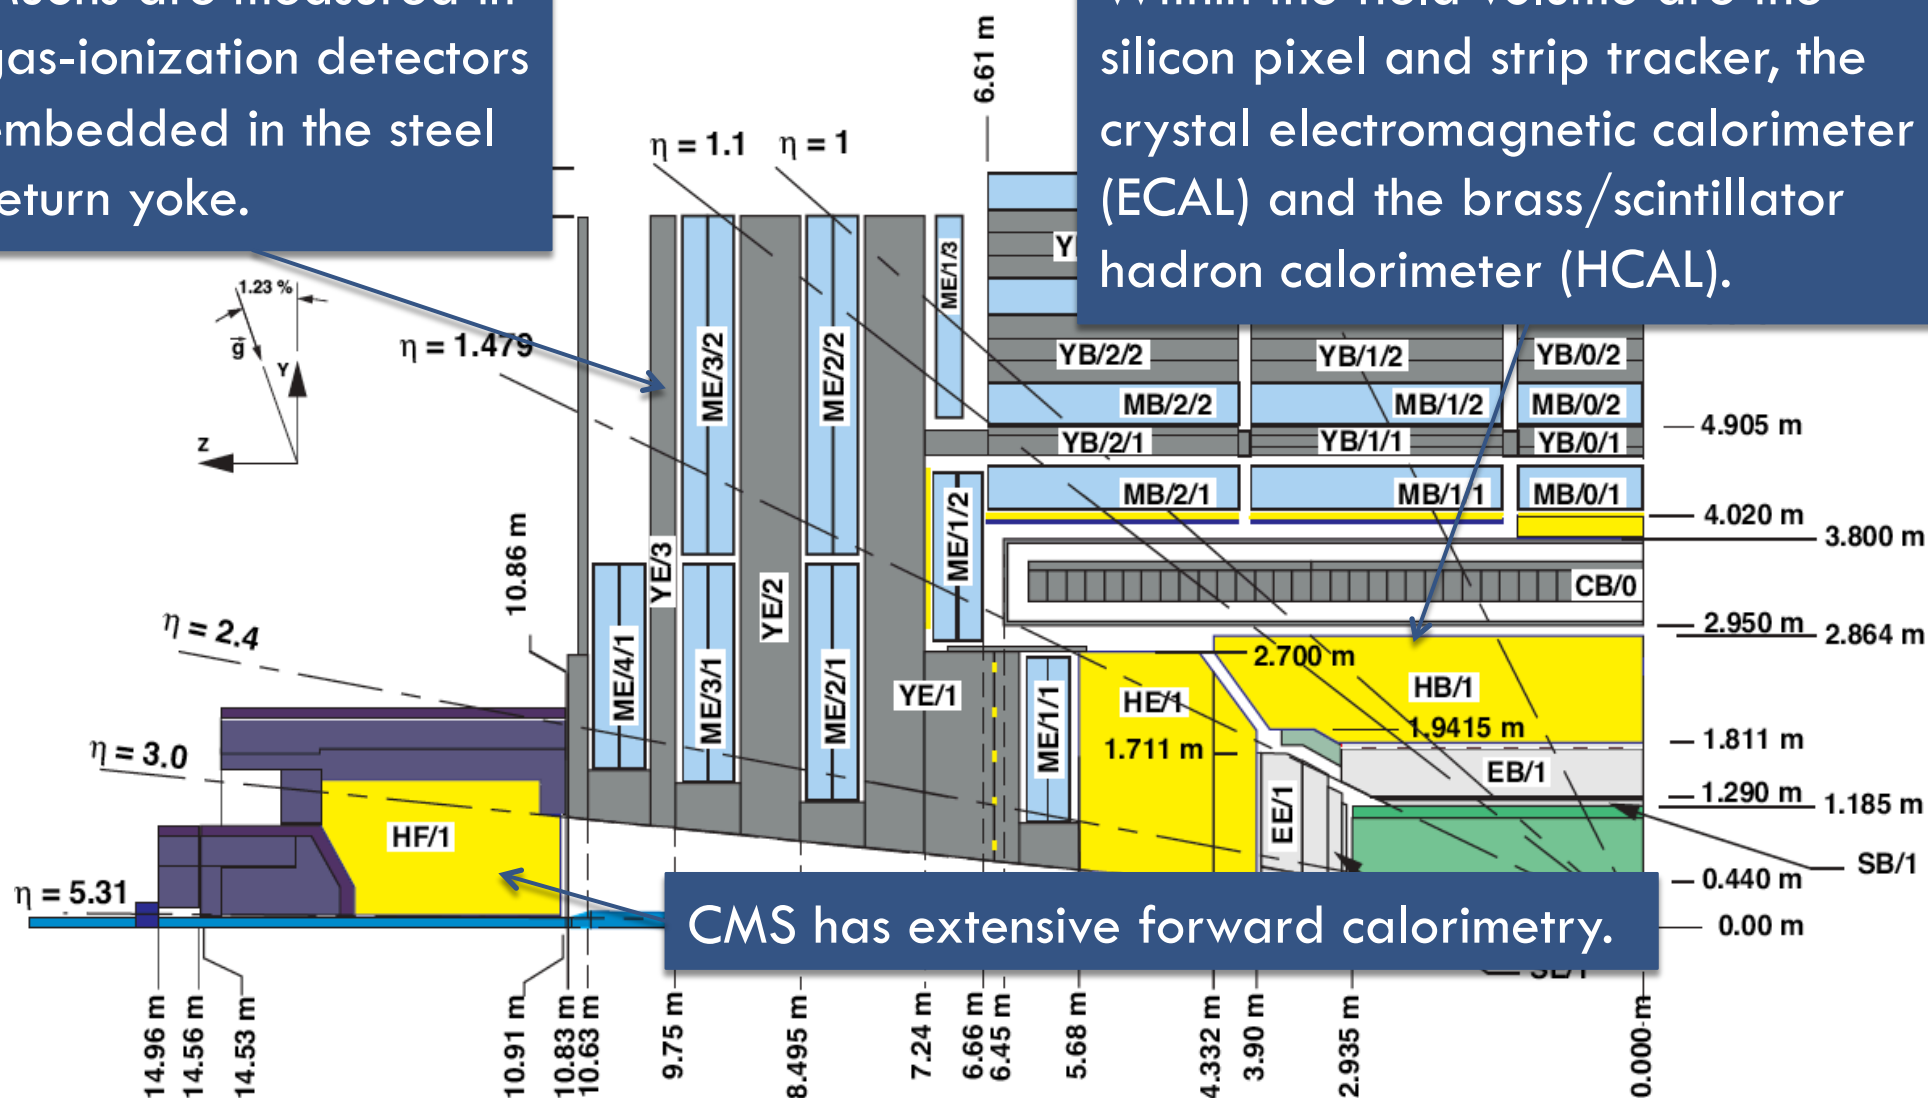 gas-ionization detectors
embedded in the steel
return yoke.
silicon pixel and strip tracker, the
crystal electromagnetic calorimeter
(ECAL) and the brass/scintillator
hadron calorimeter (HCAL).
6.61 m
η = 1.1
η = 1
1.23 %
g
Y
Z
η = 1.479
ME/3/2
ME/2/2
ME/1/3
YB/2/2
YB/1/2
YB/0/2
MB/2/2
MB/1/2
MB/0/2
4.905 m
YB/2/1
YB/1/1
YB/0/1
MB/2/1
MB/1/1
MB/0/1
4.020 m
3.800 m
10.86 m
YE/3
YE/2
ME/1/2
CB/0
2.950 m
2.864 m
η = 2.4
ME/4/1
ME/3/1
ME/2/1
YE/1
ME/1/1
HE/1
2.700 m
HB/1
1.9415 m
1.711 m
1.811 m
η = 3.0
EB/1
EE/1
1.290 m
1.185 m
HF/1
SB/1
0.440 m
η = 5.31
CMS has extensive forward calorimetry.
0.00 m
14.96 m
14.56 m
14.53 m
10.91 m
10.83 m
10.63 m
9.75 m
8.495 m
7.24 m
6.66 m
6.45 m
5.68 m
4.332 m
3.90 m
2.935 m
0.000 m